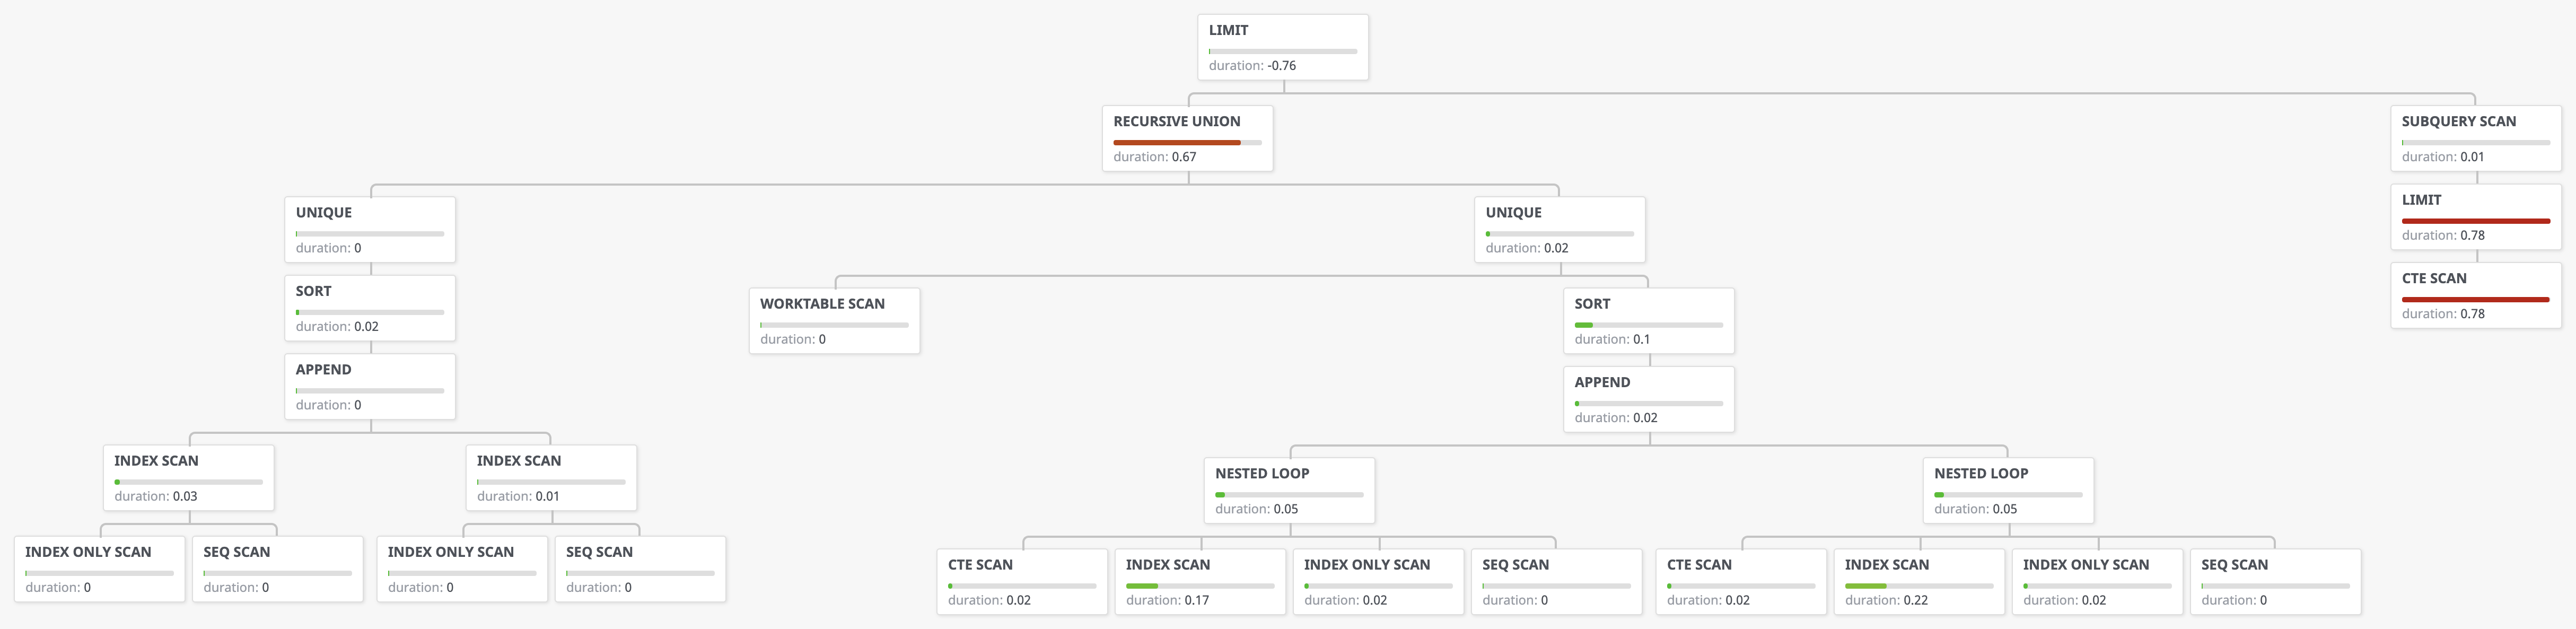 LIMIT
duration: -0.76
RECURSIVE UNION
duration: 0.67
SUBQUERY SCAN
duration: 0.01
UNIQUE
duration: 0
UNIQUE
duration: 0.02
LIMIT
duration: 0.78
SORT
duration: 0.02
WORKTABLE SCAN
duration: 0
SORT
duration: 0.1
CTE SCAN
duration: 0.78
APPEND
duration: 0
APPEND
duration: 0.02
INDEX SCAN
duration: 0.03
INDEX SCAN
duration: 0.01
NESTED LOOP
duration: 0.05
NESTED LOOP
duration: 0.05
INDEX ONLY SCAN
duration: 0
SEQ SCAN
duration: 0
INDEX ONLY SCAN
duration: 0
SEQ SCAN
duration: 0
CTE SCAN
duration: 0.02
INDEX SCAN
duration: 0.17
INDEX ONLY SCAN
duration: 0.02
SEQ SCAN
duration: 0
CTE SCAN
duration: 0.02
INDEX SCAN
duration: 0.22
INDEX ONLY SCAN
duration: 0.02
SEQ SCAN
duration: 0